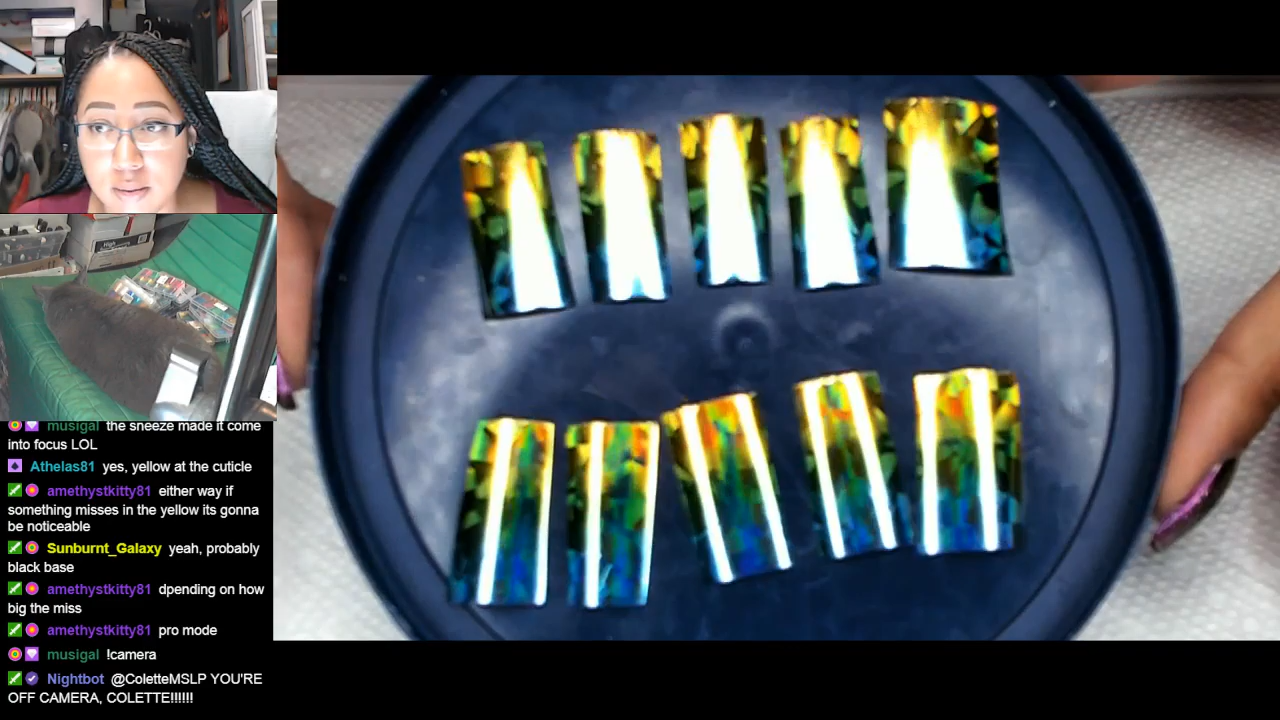 musigal the sneeze made it come
into focus LOL
Athelas81 yes, yellow at the cuticle
amethystkitty81 either way if
something misses in the yellow its gonna
be noticeable
Sunburnt_Galaxy yeah, probably
black base
amethystkitty81 dpending on how
big the miss
amethystkitty81 pro mode
musigal !camera
Nightbot @ColetteMSLP YOU'RE
OFF CAMERA, COLETTE!!!!!!